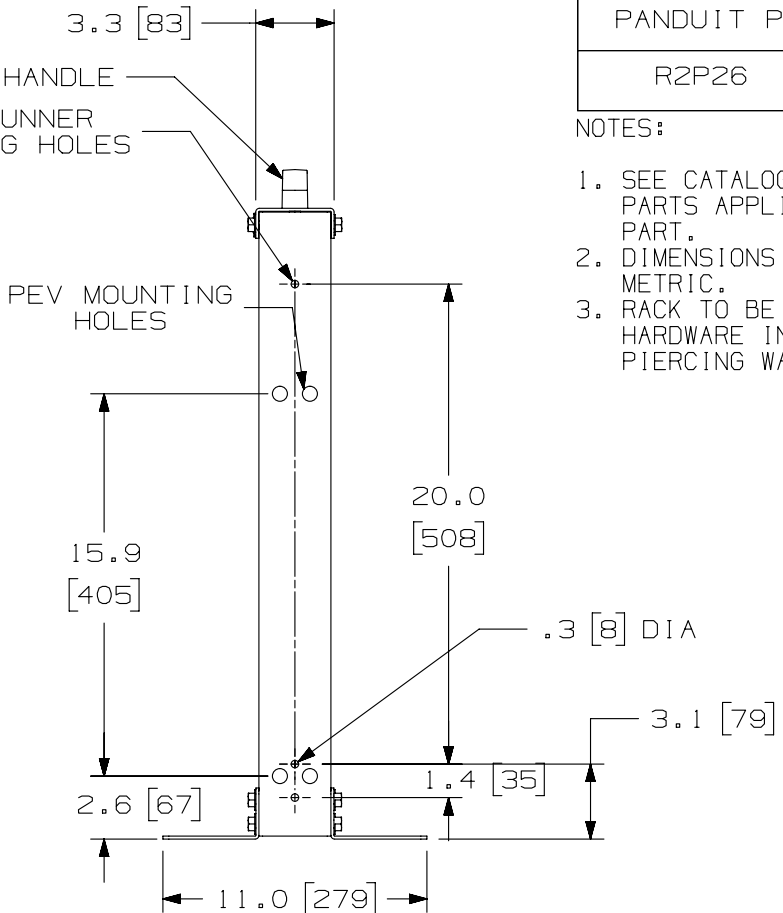 3.3 [83]
HANDLE
UNNER
G HOLES
PEV MOUNTING
HOLES
15.9
[405]
20.0
[508]
.3 [8] DIA
3.1 [79]
1.4 [35]
2.6 [67]
11.0 [279]
PANDUIT P
R2P26
NOTES:
1. SEE CATALOG
PARTS APPLI
PART.
2. DIMENSIONS
METRIC.
3. RACK TO BE
HARDWARE IN
PIERCING WA